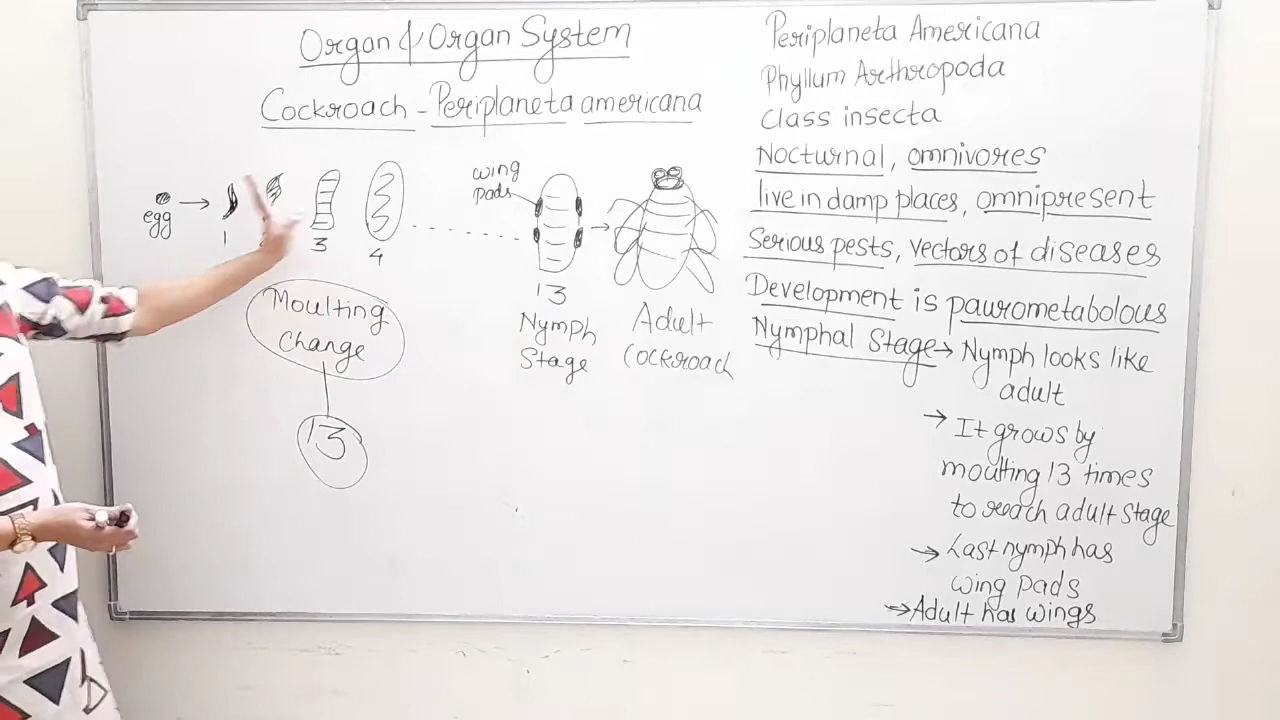 Organ & Organ System
Cockroach - Periplaneta americana
egg
1
3
4
wing
pads
13
Nymph
Stage
Adult
Cockroach
Moulting
change
13
Periplaneta Americana
Phyllum Arthropoda
Class insecta
Nocturnal, omnivores
live in damp places, omnipresent
Serious pests, vectors of diseases
Development is paurometabolous
Nymphal Stage→ Nymph looks like
adult
→ It grows by
moulting 13 times
to reach adult stage
→ Last nymph has
wing pads
→Adult has wings